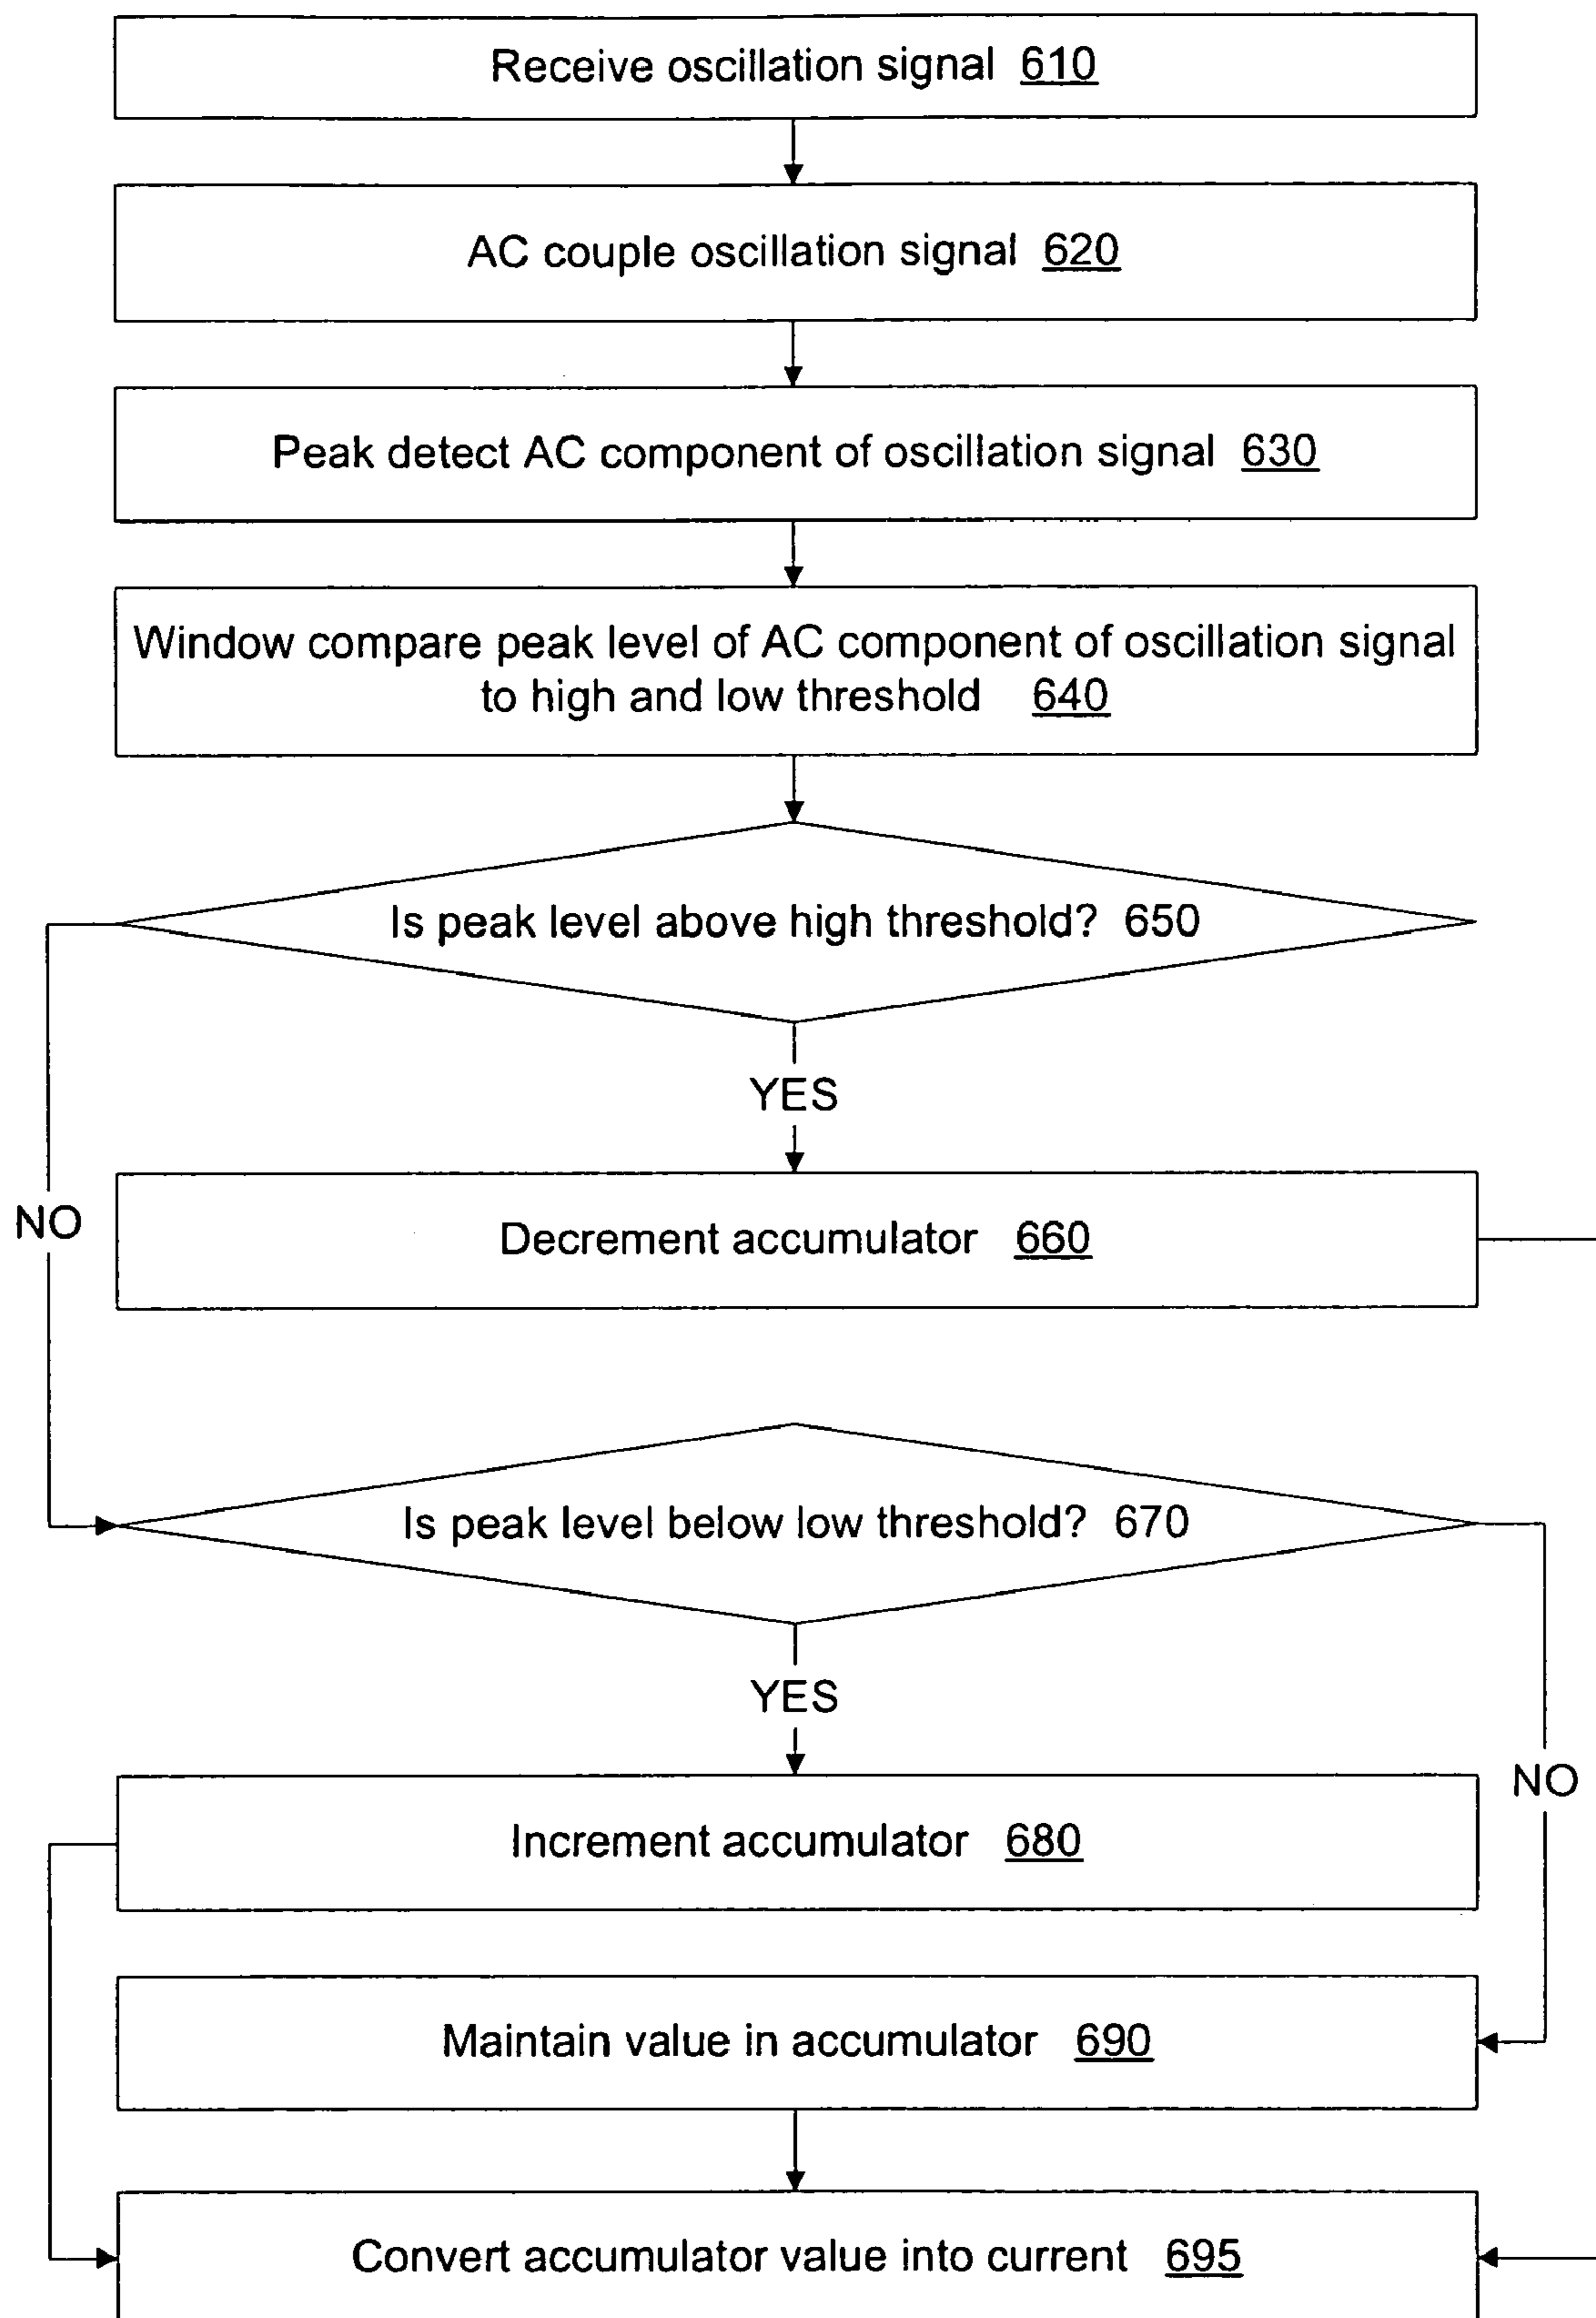 Receive oscillation signal 610
AC couple oscillation signal 620
Peak detect AC component of oscillation signal 630
Window compare peak level of AC component of oscillation signal
to high and low threshold 640
Is peak level above high threshold? 650
YES
NO
Decrement accumulator 660
Is peak level below low threshold? 670
YES
NO
Increment accumulator 680
Maintain value in accumulator 690
Convert accumulator value into current 695